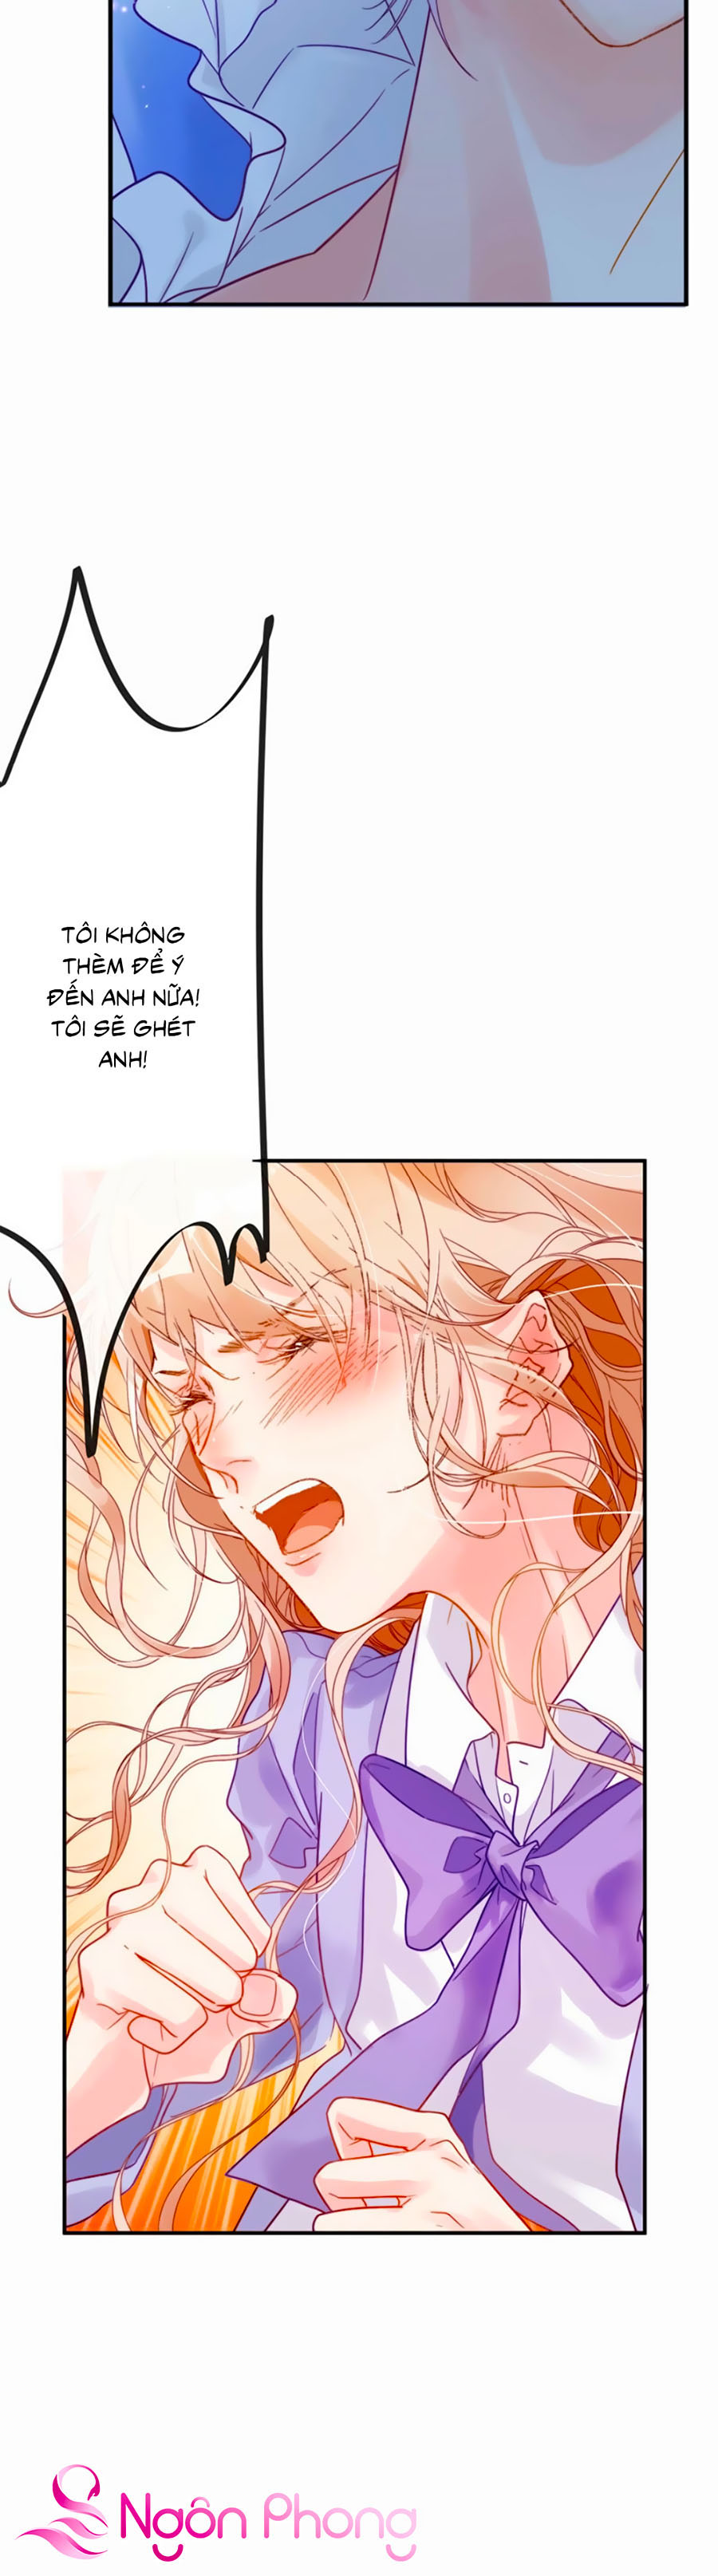 TÔI KHÔNG
THÈM ĐỂ Ý
ĐẾN ANH NỮA!
TÔI SẼ GHÉT
ANH!
Ngôn Phong